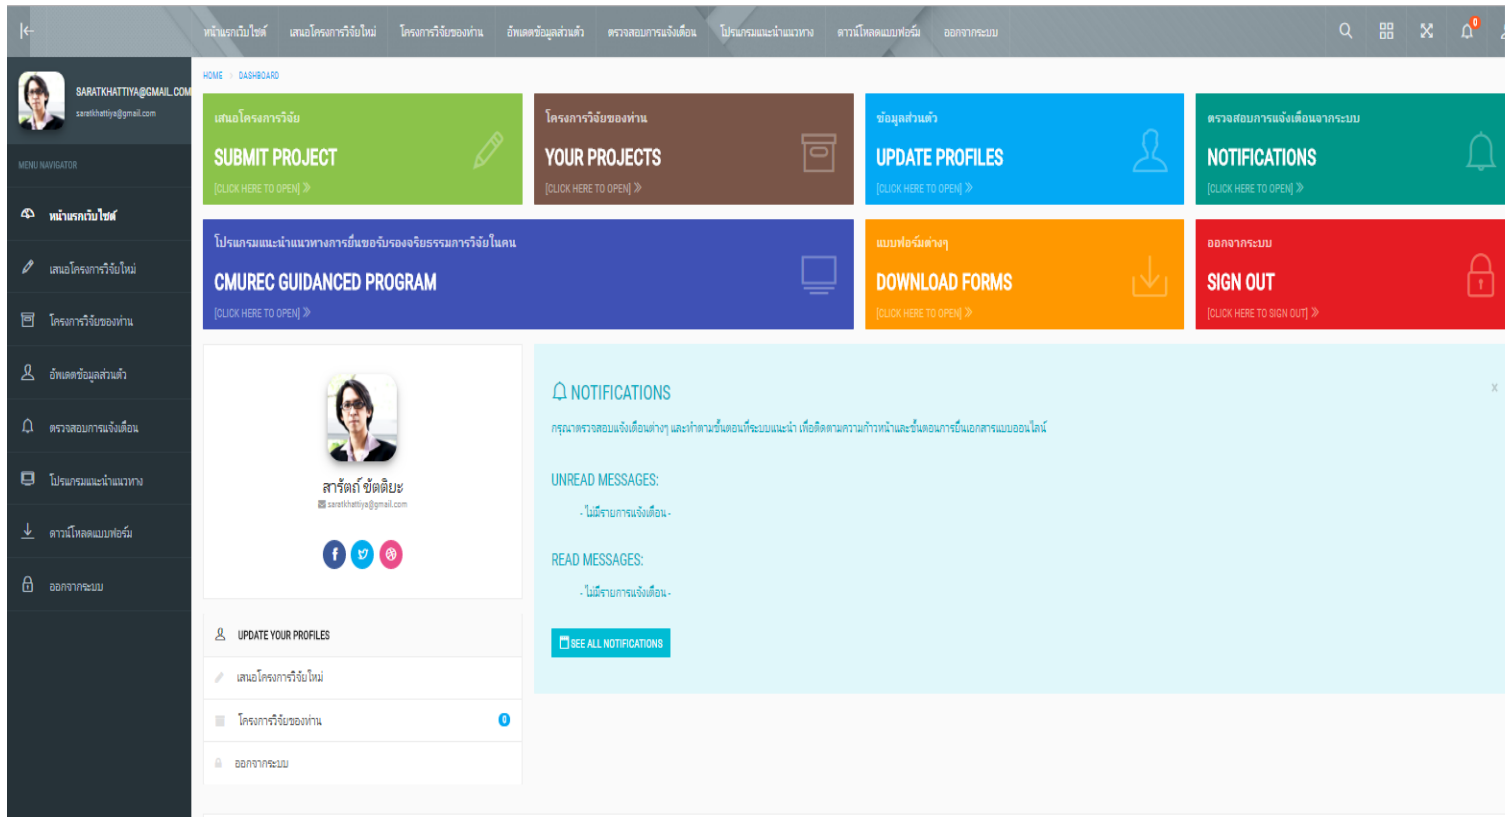 หน้าแรกเว็บไซต์ เสนอโครงการวิจัยใหม่ โครงการวิจัยของท่าน อัพเดตข้อมูลส่วนตัว ตรวจสอบการแจ้งเตือน โปรแกรมแนะนำแนวทาง ดาวน์โหลดแบบฟอร์ม ออกจากระบบ
0
SARATKHATTIYA@GMAIL.COM
saratkhattiya@gmail.com
MENU NAVIGATOR
หน้าแรกเว็บไซต์
เสนอโครงการวิจัยใหม่
โครงการวิจัยของท่าน
อัพเดตข้อมูลส่วนตัว
ตรวจสอบการแจ้งเตือน
โปรแกรมแนะนำแนวทาง
ดาวน์โหลดแบบฟอร์ม
ออกจากระบบ
HOME > DASHBOARD
เสนอโครงการวิจัย
SUBMIT PROJECT
[CLICK HERE TO OPEN] »
โครงการวิจัยของท่าน
YOUR PROJECTS
[CLICK HERE TO OPEN] »
ข้อมูลส่วนตัว
UPDATE PROFILES
[CLICK HERE TO OPEN] »
ตรวจสอบการแจ้งเตือนจากระบบ
NOTIFICATIONS
[CLICK HERE TO OPEN] »
โปรแกรมแนะนำแนวทางการยื่นขอรับรองจริยธรรมการวิจัยในคน
CMUREC GUIDANCED PROGRAM
[CLICK HERE TO OPEN] »
แบบฟอร์มต่างๆ
DOWNLOAD FORMS
[CLICK HERE TO OPEN] »
ออกจากระบบ
SIGN OUT
[CLICK HERE TO SIGN OUT] »
สารัตถ์ ขัตติยะ
saratkhattiya@gmail.com
UPDATE YOUR PROFILES
เสนอโครงการวิจัยใหม่
โครงการวิจัยของท่าน 0
ออกจากระบบ
NOTIFICATIONS
x
กรุณาตรวจสอบแจ้งเตือนต่างๆ และทำตามขั้นตอนที่ระบบแนะนำ เพื่อติดตามความก้าวหน้าและขั้นตอนการยื่นเอกสารแบบออนไลน์
UNREAD MESSAGES:
- ไม่มีรายการแจ้งเตือน -
READ MESSAGES:
- ไม่มีรายการแจ้งเตือน -
SEE ALL NOTIFICATIONS